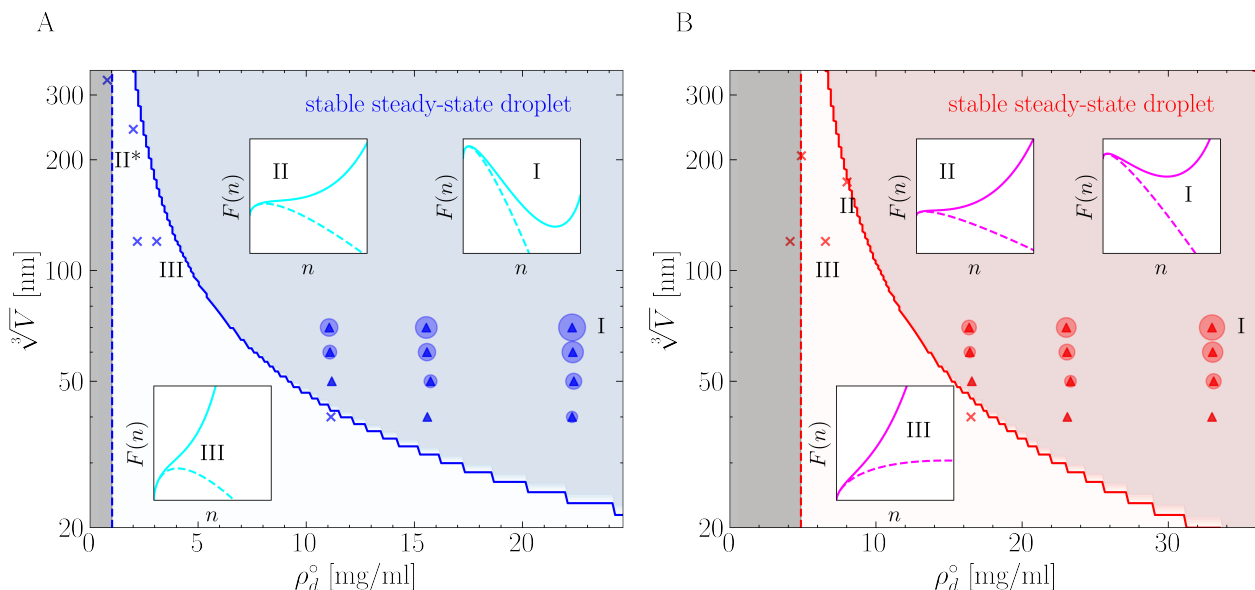 A
stable steady-state droplet
300
200
100
50
20
∛V [nm]
0
5
10
15
20
ρ_d° [mg/ml]
II*
III
I
F(n)
II
n
F(n)
I
n
F(n)
III
n
B
stable steady-state droplet
300
200
100
50
20
∛V [nm]
10
20
30
ρ_d° [mg/ml]
II
III
I
F(n)
II
n
F(n)
I
n
F(n)
III
n